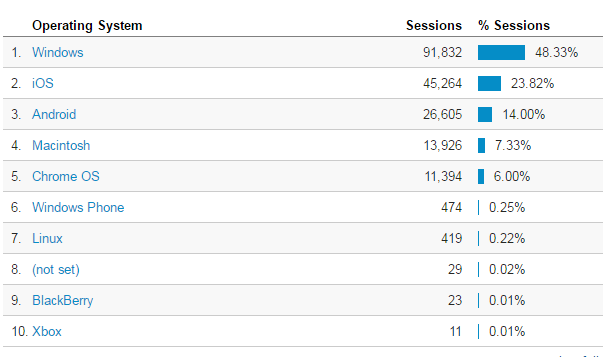 Operating System Sessions % Sessions
1. Windows 91,832 48.33%
2. iOS 45,264 23.82%
3. Android 26,605 14.00%
4. Macintosh 13,926 7.33%
5. Chrome OS 11,394 6.00%
6. Windows Phone 474 0.25%
7. Linux 419 0.22%
8. (not set) 29 0.02%
9. BlackBerry 23 0.01%
10. Xbox 11 0.01%